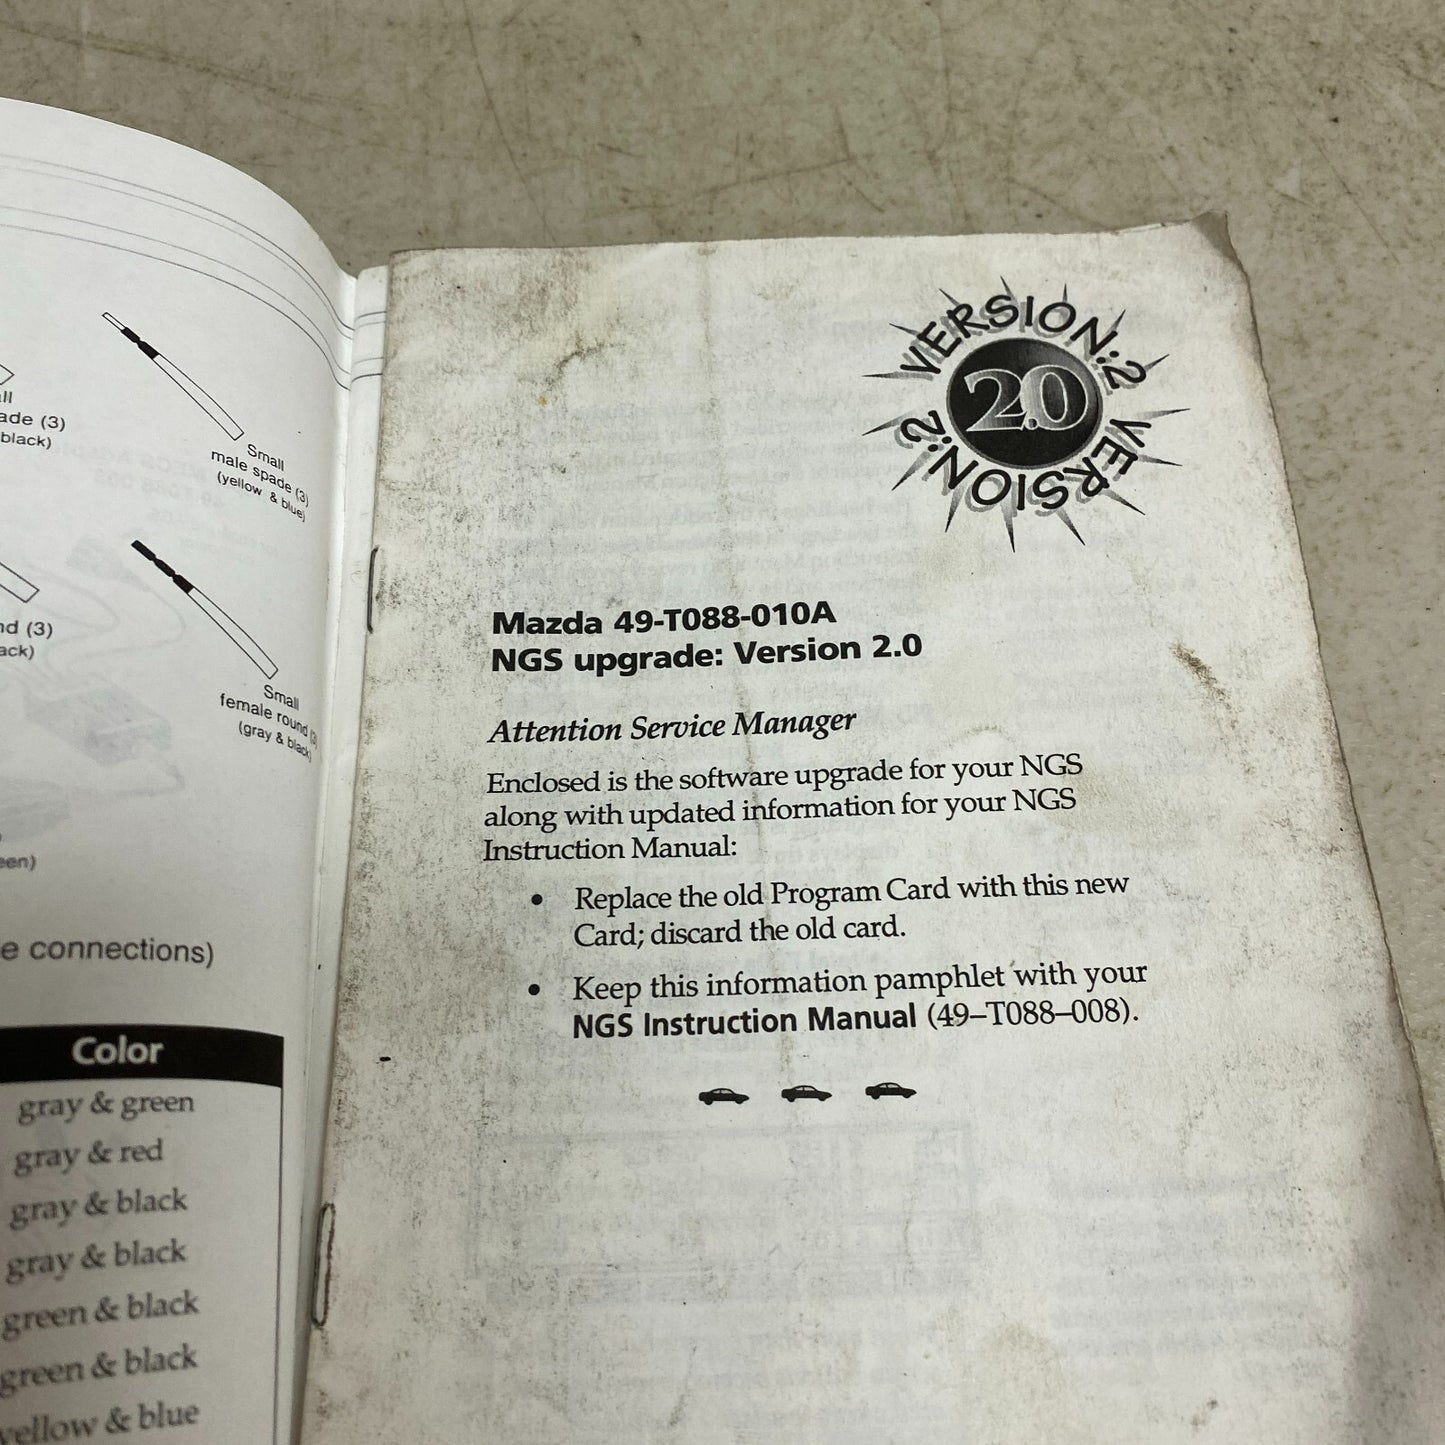 (3)
black)
Small
male spade (3)
(yellow & blue)
(3)
Small
female round
(gray & black)
connections)
Color
gray & green
gray & red
gray & black
gray & black
green & black
green & black
yellow & blue
VERSION:2 VERSION:2
2.0
Mazda 49-T088-010A
NGS upgrade: Version 2.0
Attention Service Manager
Enclosed is the software upgrade for your NGS
along with updated information for your NGS
Instruction Manual:
• Replace the old Program Card with this new
Card; discard the old card.
• Keep this information pamphlet with your
NGS Instruction Manual (49–T088–008).